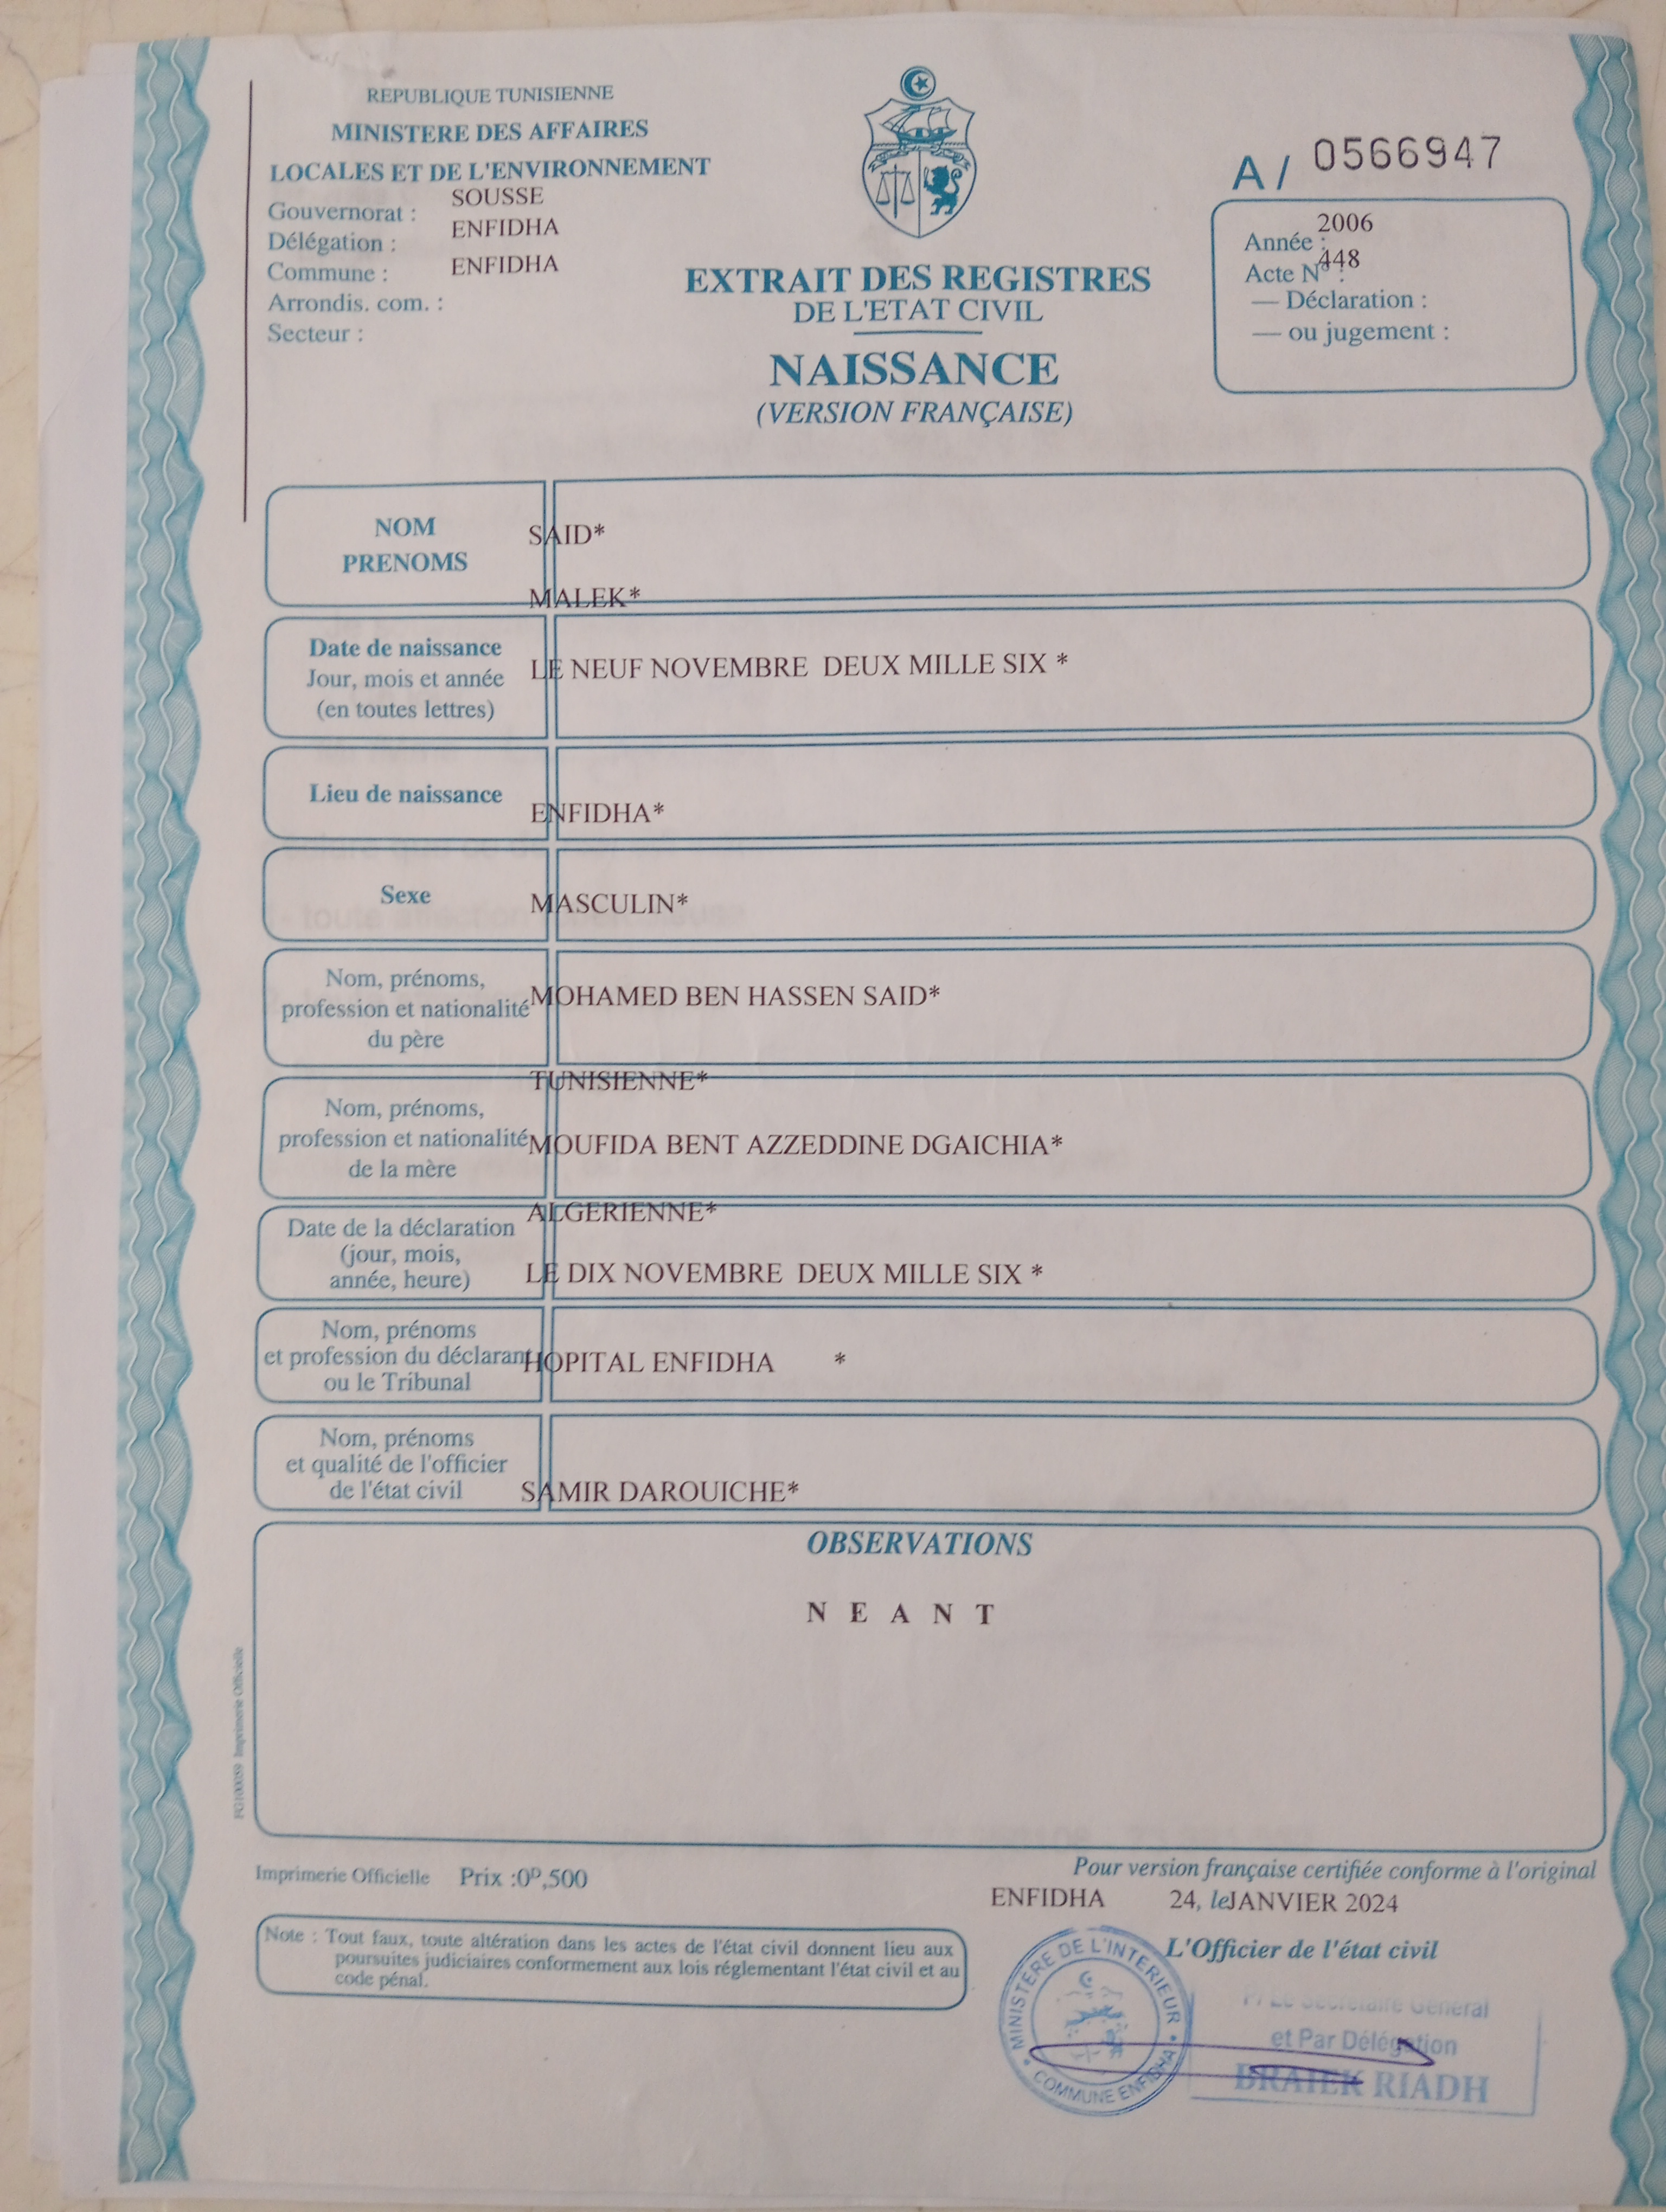 REPUBLIQUE TUNISIENNE
MINISTERE DES AFFAIRES
LOCALES ET DE L'ENVIRONNEMENT
Gouvernorat : SOUSSE
Délégation : ENFIDHA
Commune : ENFIDHA
Arrondis. com. :
Secteur :
EXTRAIT DES REGISTRES
DE L'ETAT CIVIL
NAISSANCE
(VERSION FRANÇAISE)
A / 0566947
Année : 2006
Acte N° : 448
— Déclaration :
— ou jugement :
NOM
PRENOMS
SAID*
MALEK*
Date de naissance
Jour, mois et année
(en toutes lettres)
LE NEUF NOVEMBRE DEUX MILLE SIX *
Lieu de naissance
ENFIDHA*
Sexe
MASCULIN*
Nom, prénoms,
profession et nationalité
du père
MOHAMED BEN HASSEN SAID*
TUNISIENNE*
Nom, prénoms,
profession et nationalité
de la mère
MOUFIDA BENT AZZEDDINE DGAICHIA*
ALGERIENNE*
Date de la déclaration
(jour, mois,
année, heure)
LE DIX NOVEMBRE DEUX MILLE SIX *
Nom, prénoms
et profession du déclarant
ou le Tribunal
HOPITAL ENFIDHA *
Nom, prénoms
et qualité de l'officier
de l'état civil
SAMIR DAROUICHE*
OBSERVATIONS
N E A N T
FG100059 Imprimerie Officielle
Imprimerie Officielle Prix :0D,500
Pour version française certifiée conforme à l'original
ENFIDHA 24, le JANVIER 2024
L'Officier de l'état civil
Note : Tout faux, toute altération dans les actes de l'état civil donnent lieu aux
poursuites judiciaires conformement aux lois réglementant l'état civil et au
code pénal.
MINISTERE DE L'INTERIEUR
COMMUNE ENFIDHA
P/ Le Secrétaire Général
et Par Délégation
BRAIEK RIADH